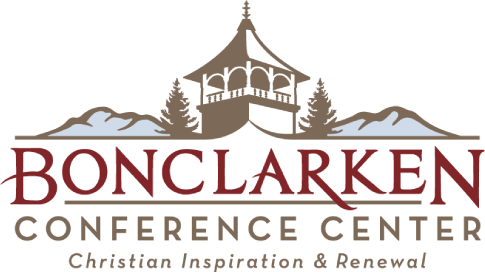 BONCLARKEN
CONFERENCE CENTER
Christian Inspiration & Renewal